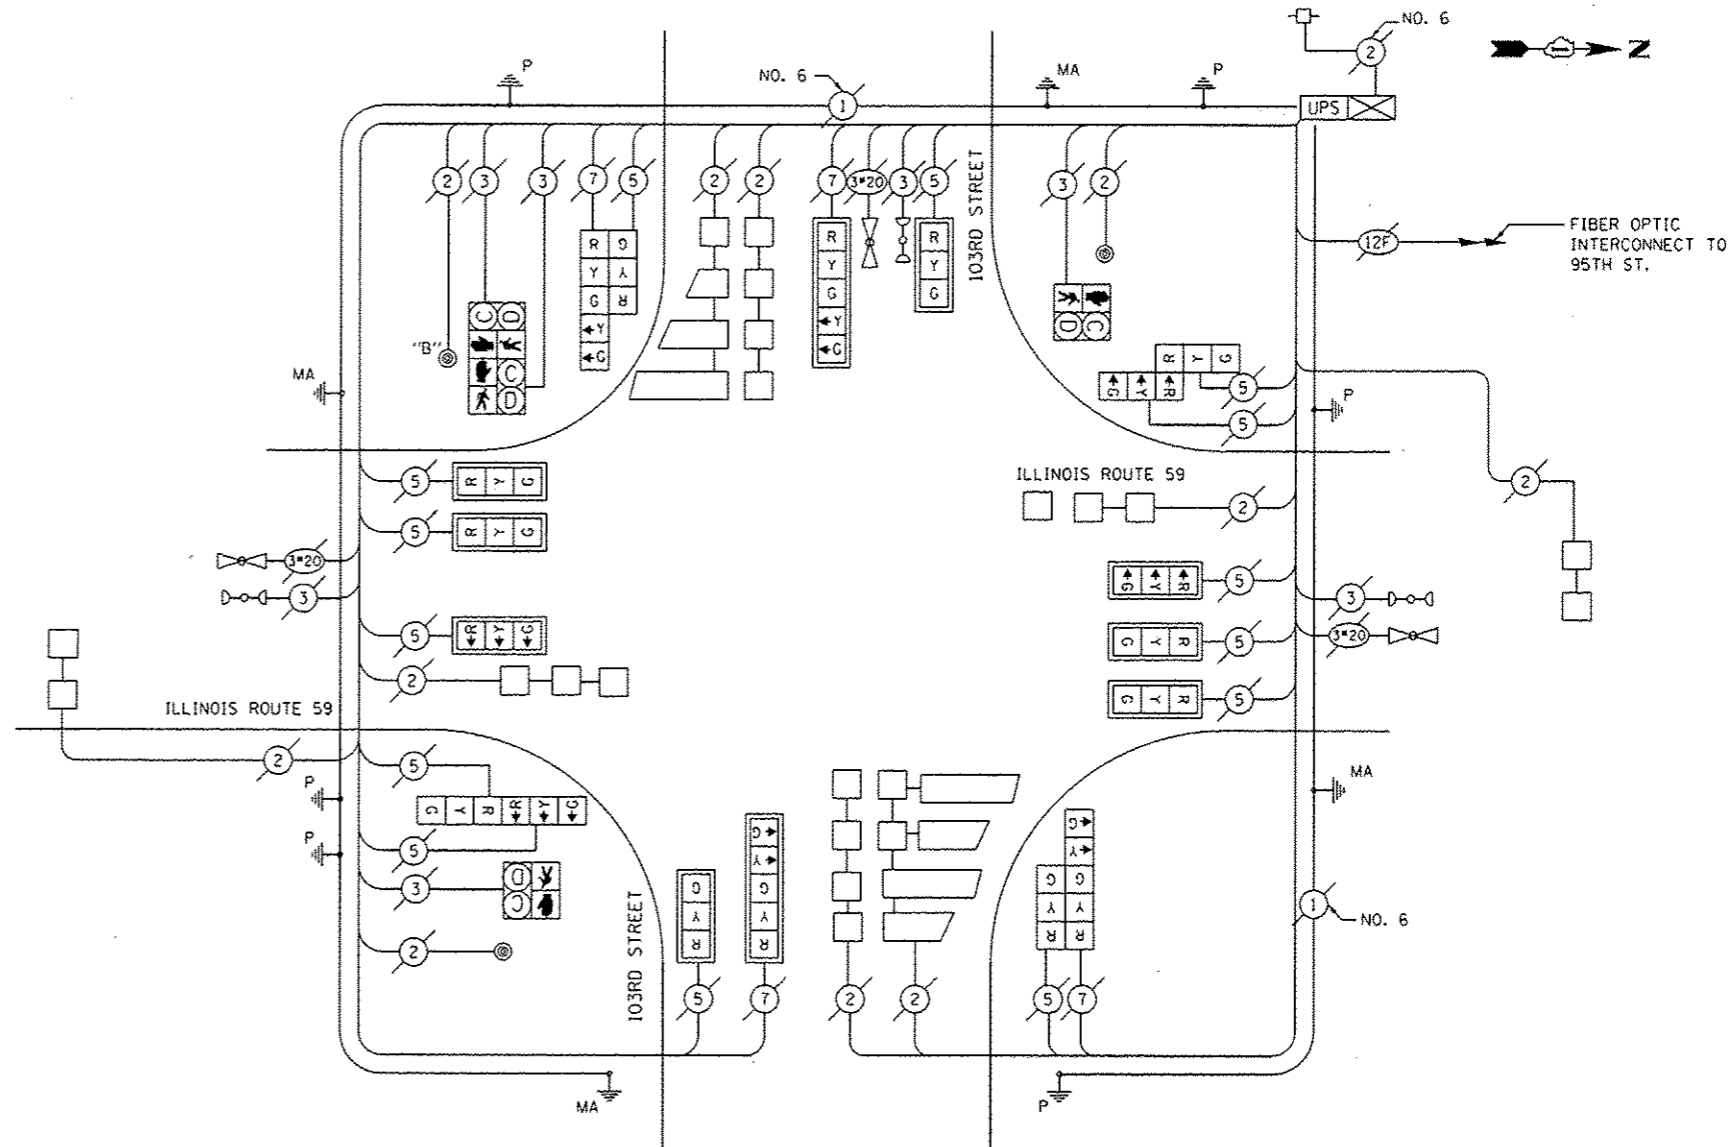 NO. 6
2
N
P
NO. 6
1
MA
P
UPS
2
3
3
7
5
2
2
7
3#20
3
5
3
2
103RD STREET
12F
FIBER OPTIC
INTERCONNECT TO
95TH ST.
"B"
C D
C
D
R G
Y Y
G R
Y
G
R
Y
G
Y
G
R
Y
G
D C
R Y G
G Y R
5
5
P
MA
ILLINOIS ROUTE 59
2
2
5
R Y G
5
R Y G
3#20
3
5
R Y G
2
G Y R
5
G Y R
5
G Y R
5
3
3#20
ILLINOIS ROUTE 59
2
5
G Y R R Y G
P
P
5
3
D
C
2
103RD STREET
G
Y
R
G
Y
G
Y
R
5
7
2
2
G
Y
G G
Y Y
R R
5
7
MA
1
NO. 6
MA
P